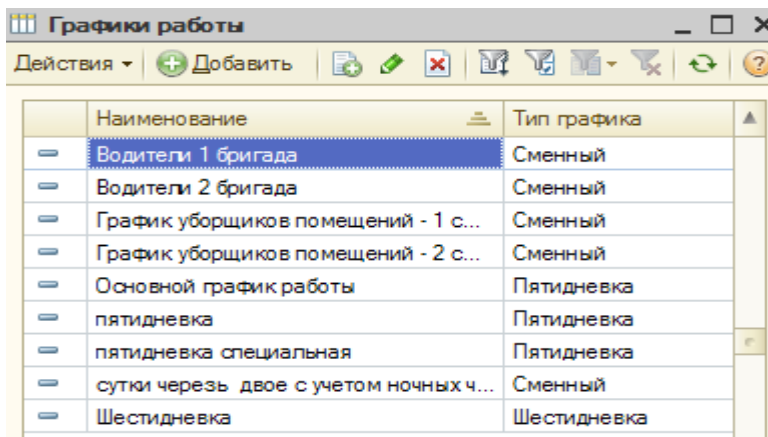 Графики работы
Действия Добавить
Наименование Тип графика
Водители 1 бригада Сменный
Водители 2 бригада Сменный
График уборщиков помещений - 1 с... Сменный
График уборщиков помещений - 2 с... Сменный
Основной график работы Пятидневка
пятидневка Пятидневка
пятидневка специальная Пятидневка
сутки черезь двое с учетом ночных ч... Сменный
Шестидневка Шестидневка